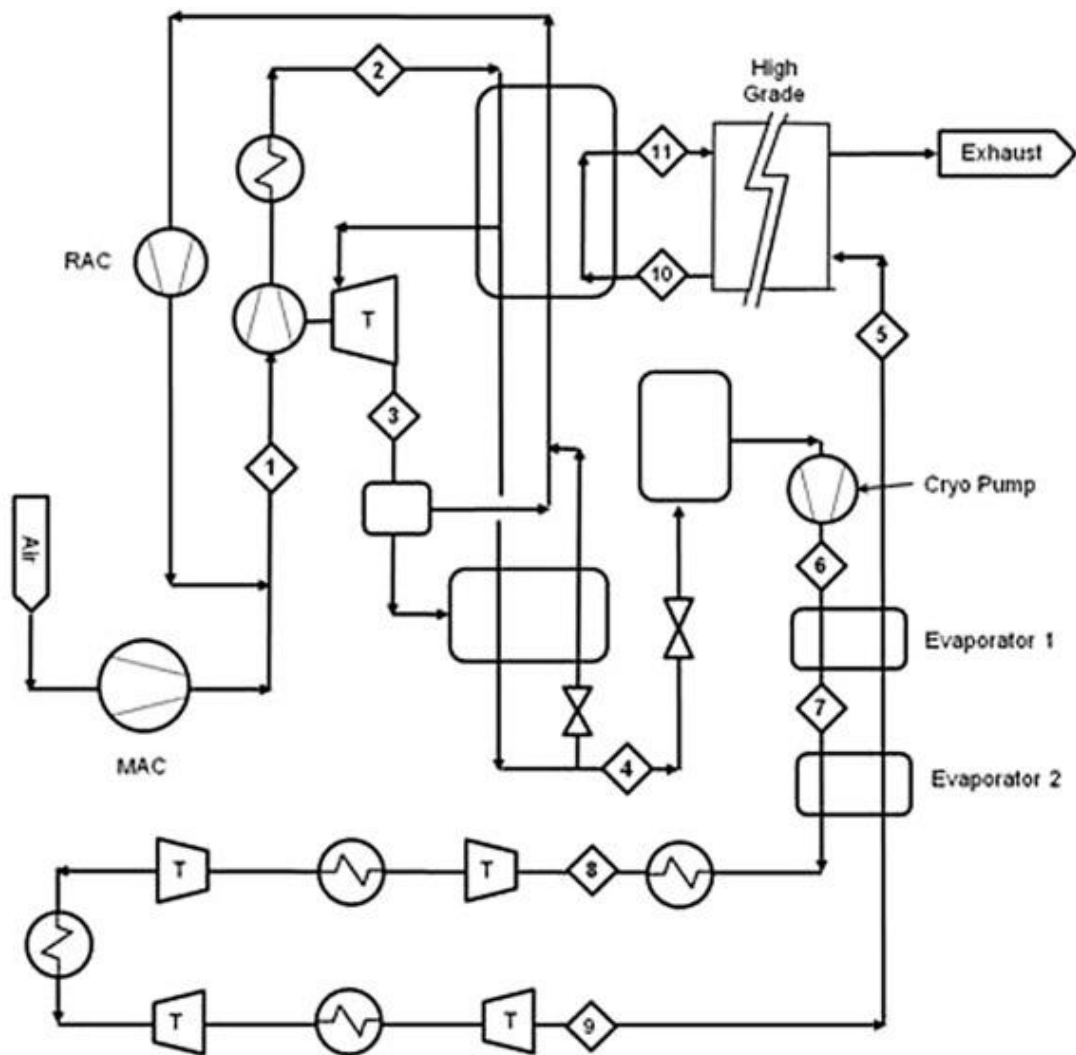 High
Grade
2
11
Exhaust
RAC
10
T
5
3
1
Cryo Pump
Air
6
Evaporator 1
7
MAC
4
Evaporator 2
T
T
8
T
T
9